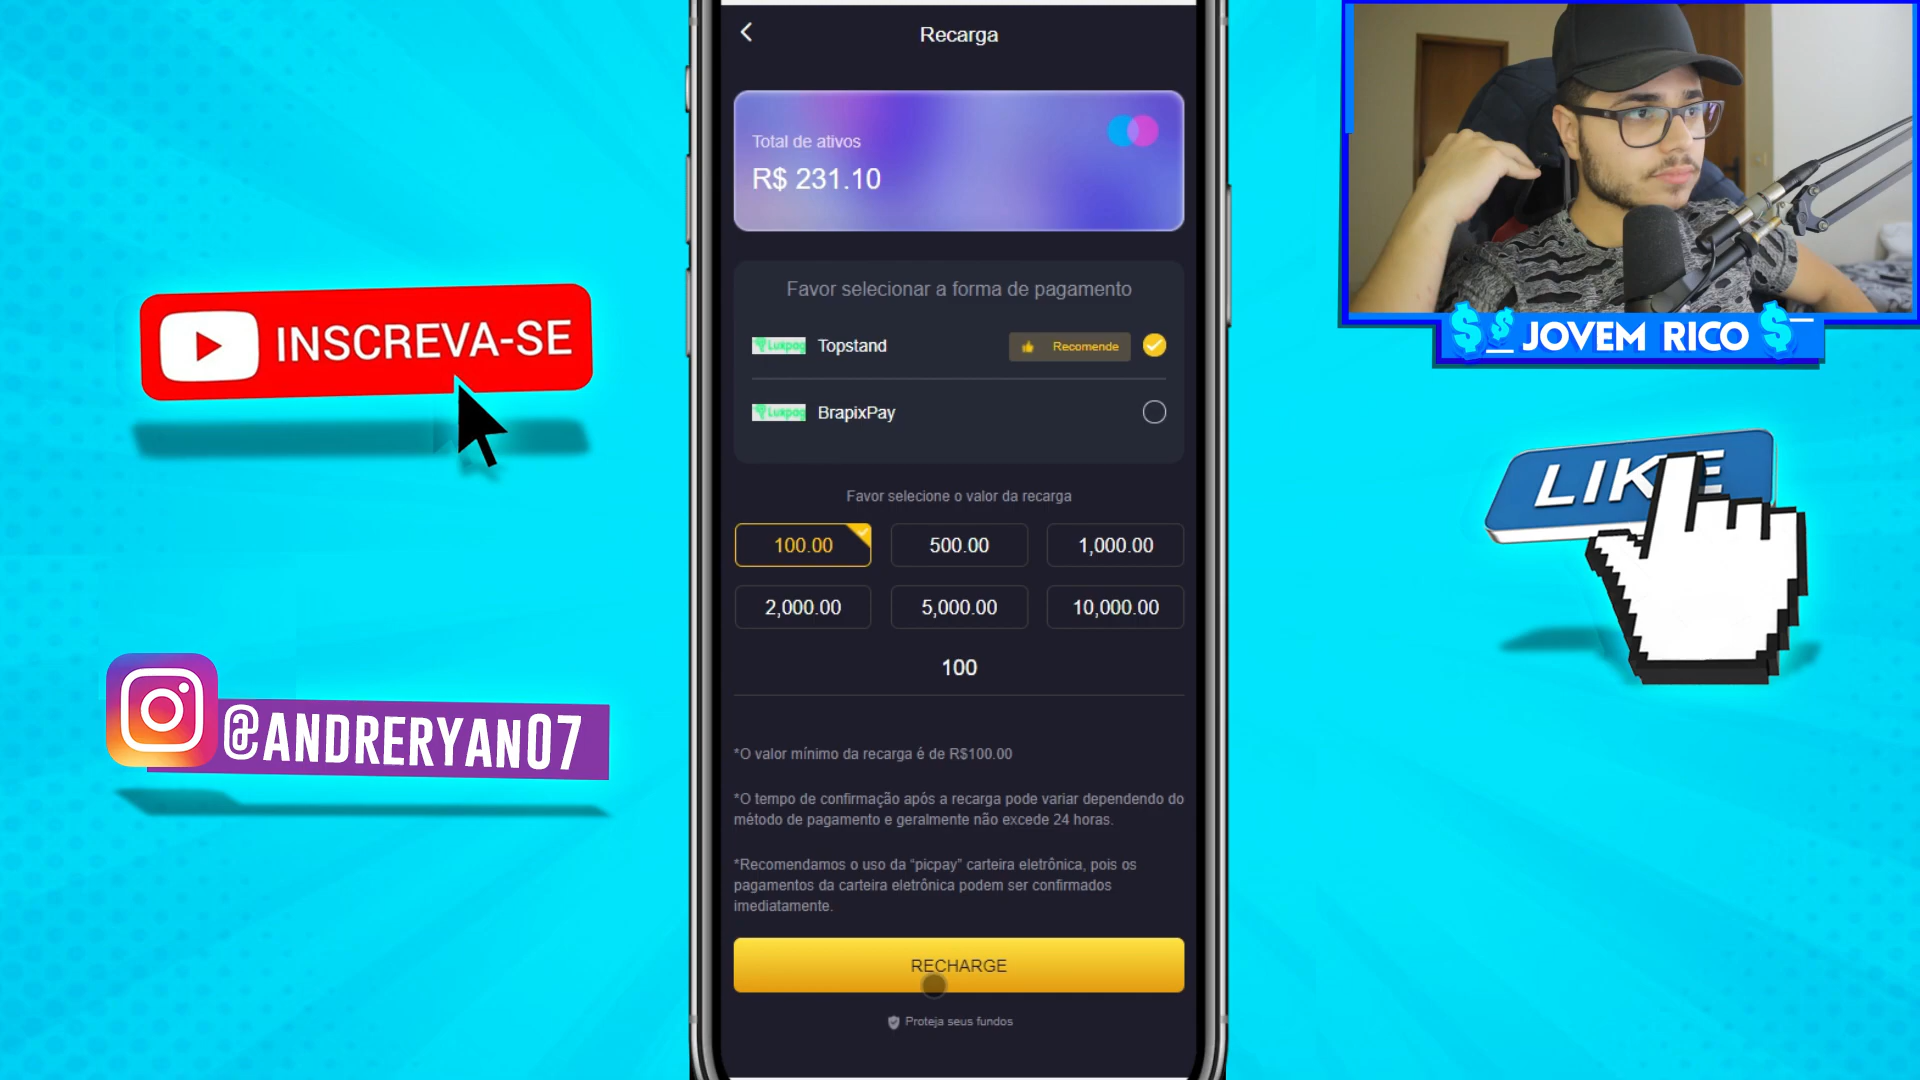 Recarga
Total de ativos
R$ 231.10
Favor selecionar a forma de pagamento
Luxpag Topstand Recomende
Luxpag BrapixPay
Favor selecione o valor da recarga
100.00 500.00 1,000.00
2,000.00 5,000.00 10,000.00
100
*O valor mínimo da recarga é de R$100.00
*O tempo de confirmação após a recarga pode variar dependendo do
método de pagamento e geralmente não excede 24 horas.
*Recomendamos o uso da “picpay” carteira eletrônica, pois os
pagamentos da carteira eletrônica podem ser confirmados
imediatamente.
RECHARGE
Proteja seus fundos
INSCREVA-SE
@ANDRERYAN07
$ $ JOVEM RICO $
LIKE